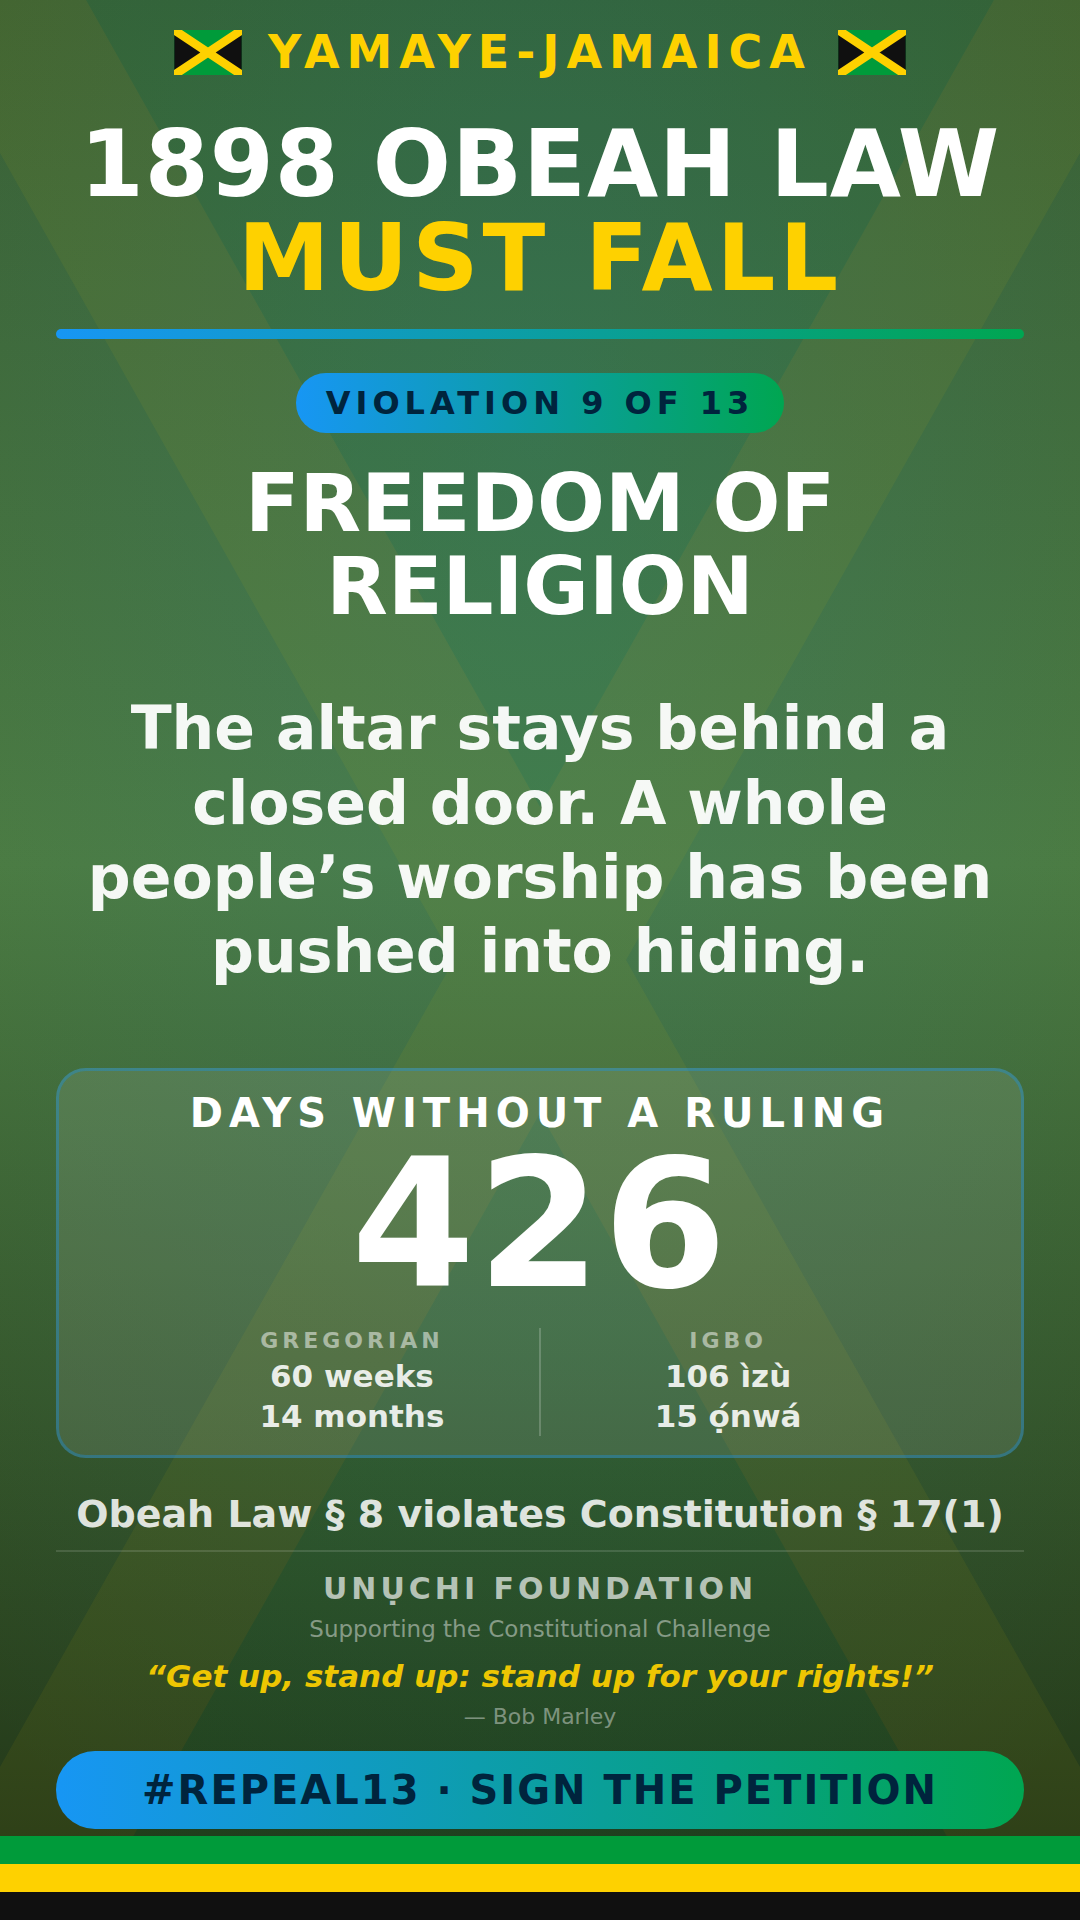 YAMAYE-JAMAICA
1898 OBEAH LAW
MUST FALL
VIOLATION 9 OF 13
FREEDOM OF
RELIGION
The altar stays behind a
closed door. A whole
people’s worship has been
pushed into hiding.
DAYS WITHOUT A RULING
426
GREGORIAN
60 weeks
14 months
IGBO
106 ìzù
15 ọ́nwá
Obeah Law § 8 violates Constitution § 17(1)
UNỤCHI FOUNDATION
Supporting the Constitutional Challenge
“Get up, stand up: stand up for your rights!”
— Bob Marley
#REPEAL13 · SIGN THE PETITION